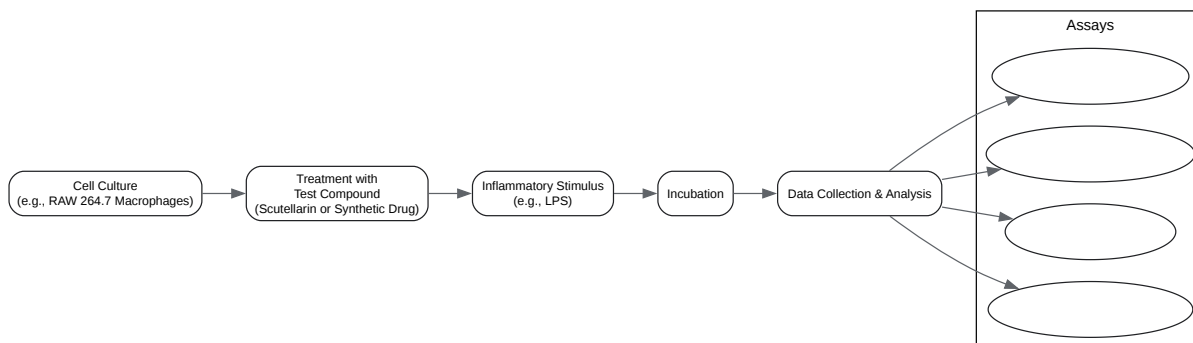 Assays
Cell Culture
(e.g., RAW 264.7 Macrophages)
Treatment with
Test Compound
(Scutellarin or Synthetic Drug)
Inflammatory Stimulus
(e.g., LPS)
Incubation
Data Collection & Analysis